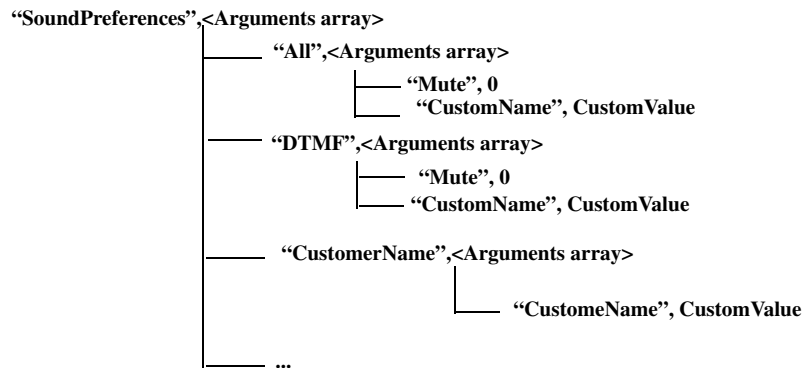 “SoundPreferences”,<Arguments array>
“All”,<Arguments array>
“Mute”, 0
“CustomName”, CustomValue
“DTMF”,<Arguments array>
“Mute”, 0
“CustomName”, CustomValue
“CustomerName”,<Arguments array>
“CustomeName”, CustomValue
...